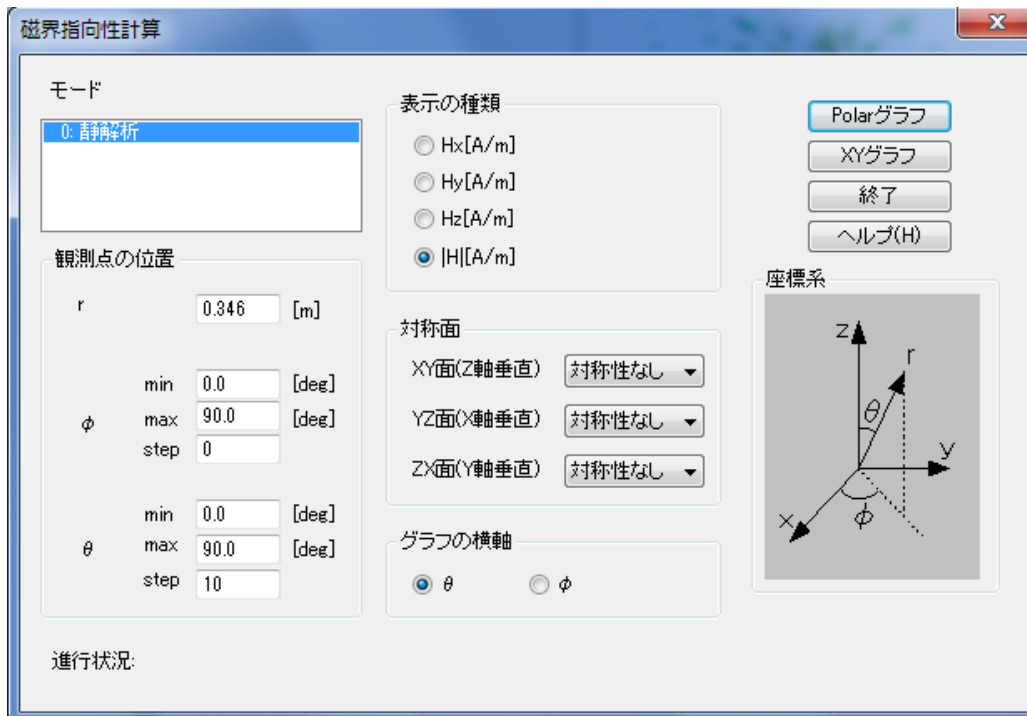 磁界指向性計算
モード
0: 静解析
観測点の位置
r 0.346 [m]
min 0.0 [deg]
φ max 90.0 [deg]
step 0
min 0.0 [deg]
θ max 90.0 [deg]
step 10
進行状況:
表示の種類
Hx[A/m]
Hy[A/m]
Hz[A/m]
|H|[A/m]
対称面
XY面(Z軸垂直) 対称性なし
YZ面(X軸垂直) 対称性なし
ZX面(Y軸垂直) 対称性なし
グラフの横軸
θ φ
Polarグラフ
XYグラフ
終了
ヘルプ(H)
座標系
z
r
θ
y
x
φ